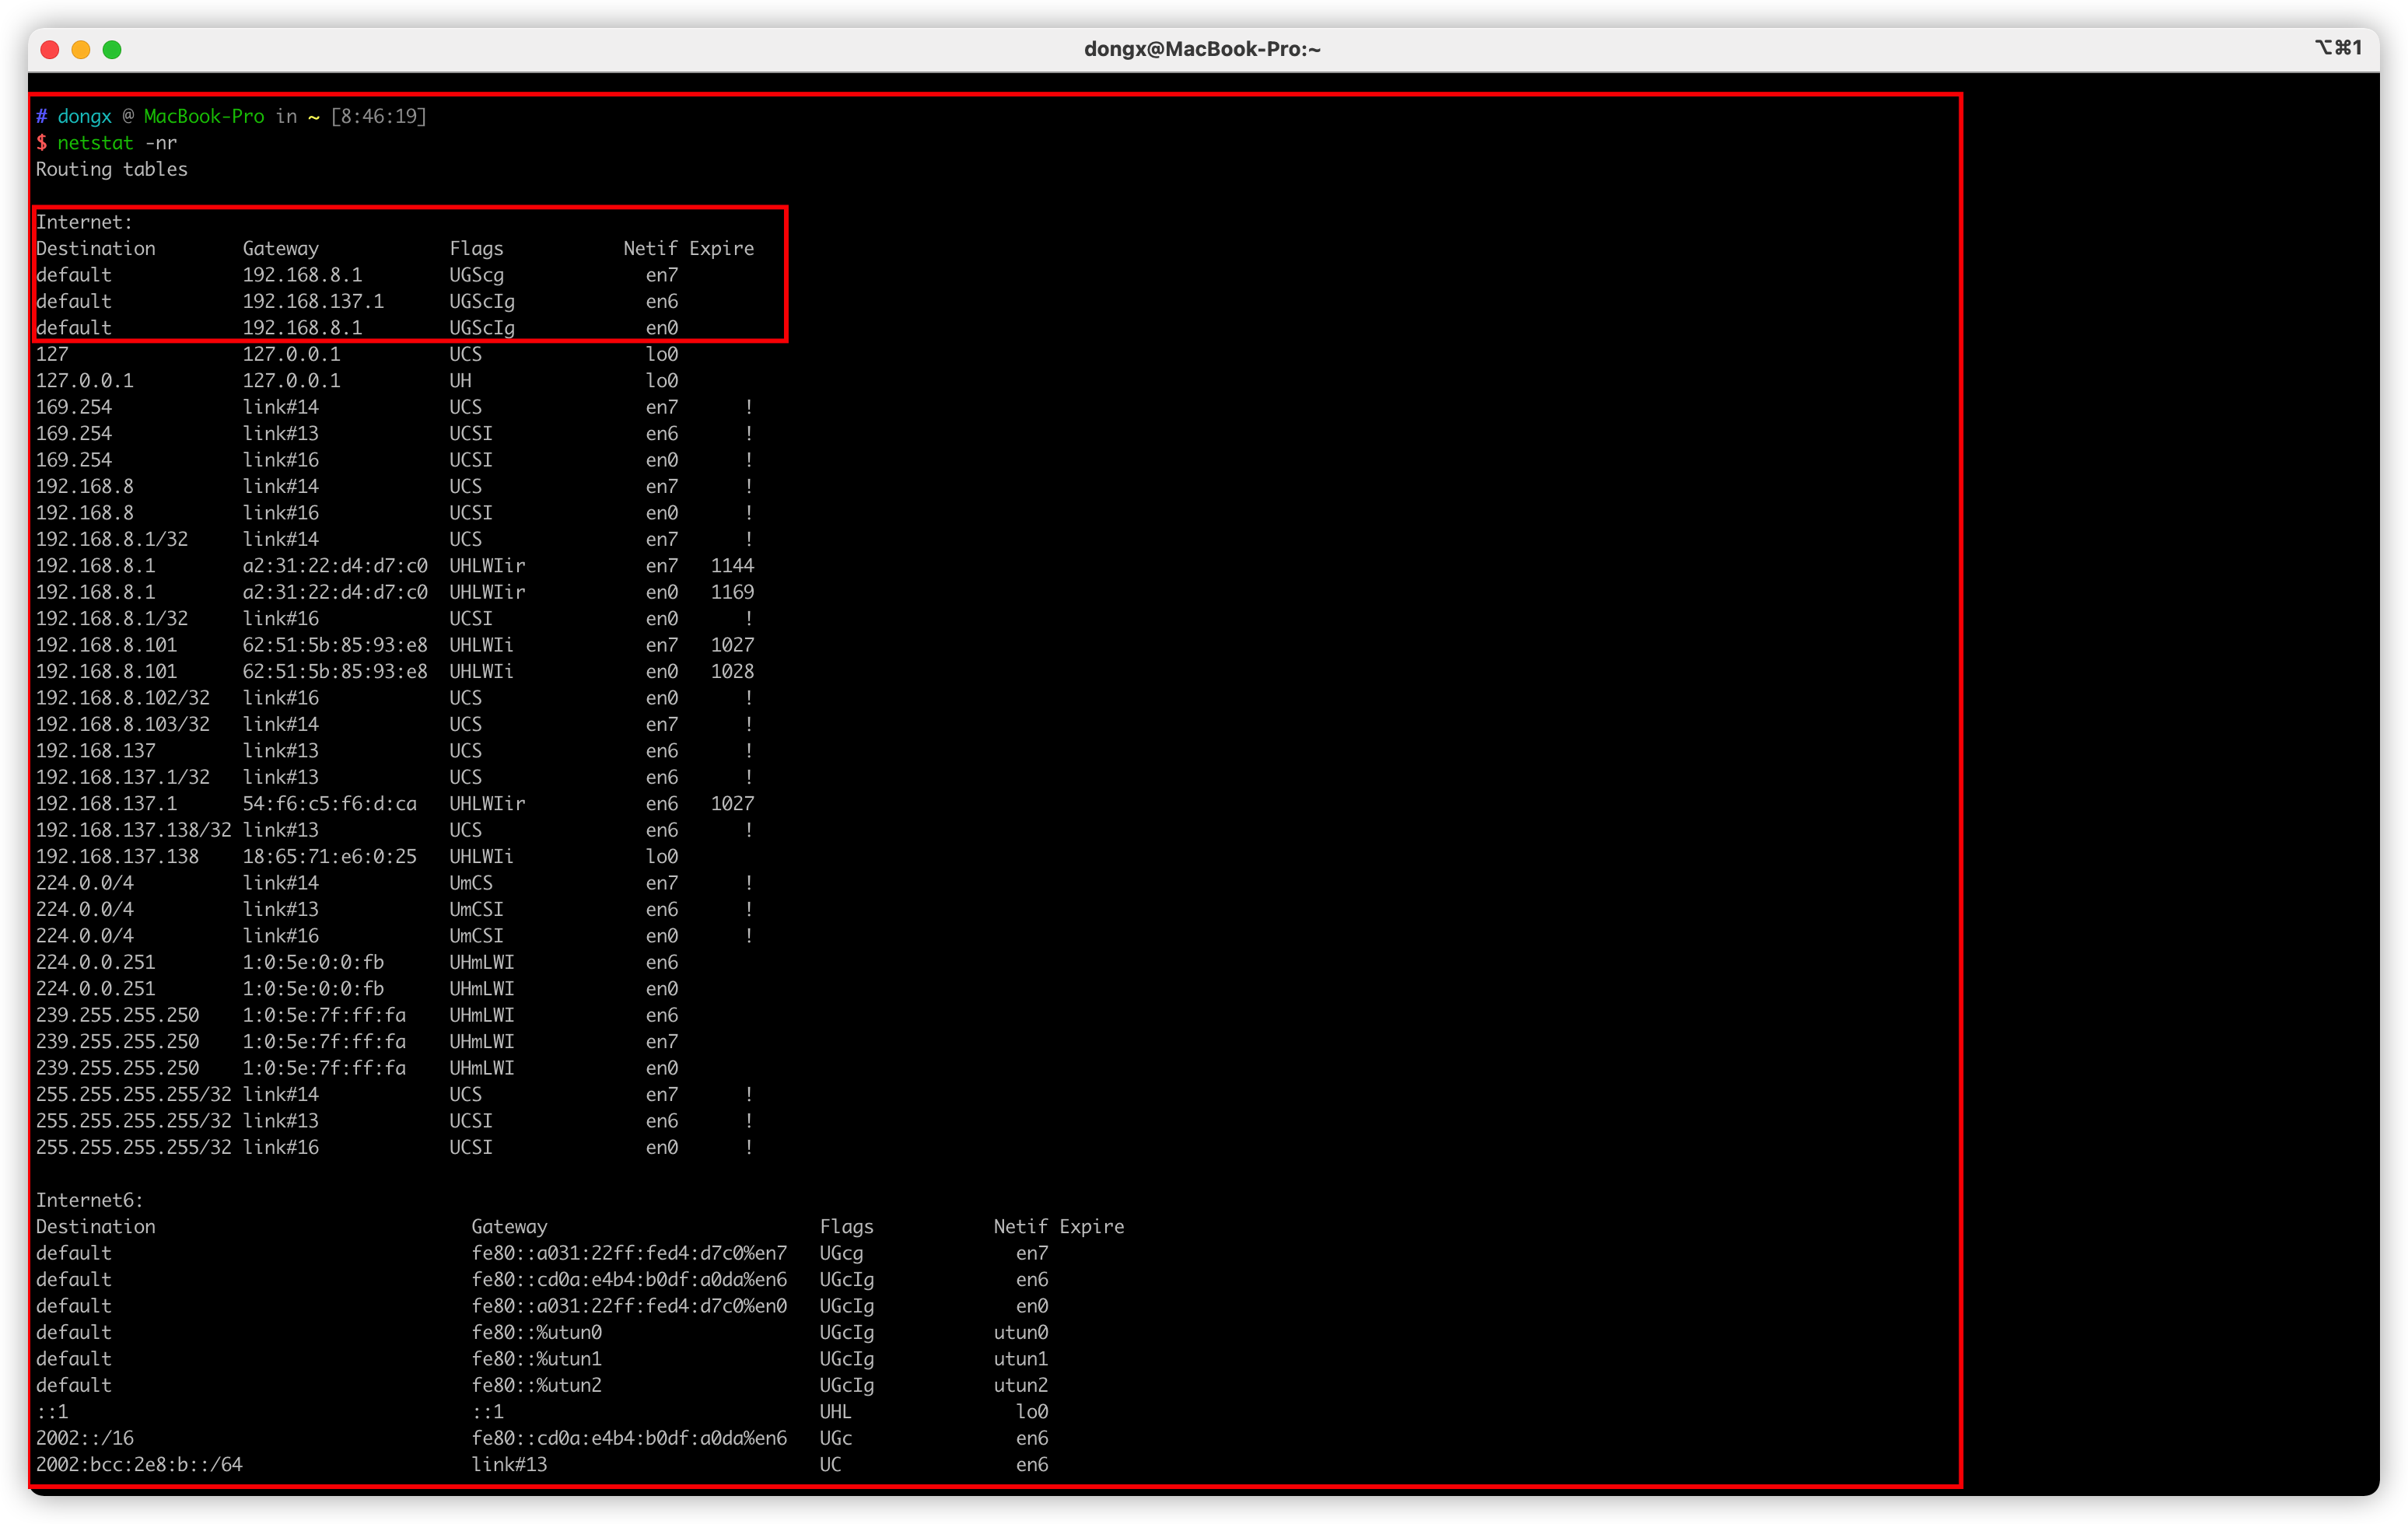 dongx@MacBook-Pro:~
⌥⌘1
# dongx @ MacBook-Pro in ~ [8:46:19]
$ netstat -nr
Routing tables
Internet:
Destination Gateway Flags Netif Expire
default 192.168.8.1 UGScg en7
default 192.168.137.1 UGScIg en6
default 192.168.8.1 UGScIg en0
127 127.0.0.1 UCS lo0
127.0.0.1 127.0.0.1 UH lo0
169.254 link#14 UCS en7 !
169.254 link#13 UCSI en6 !
169.254 link#16 UCSI en0 !
192.168.8 link#14 UCS en7 !
192.168.8 link#16 UCSI en0 !
192.168.8.1/32 link#14 UCS en7 !
192.168.8.1 a2:31:22:d4:d7:c0 UHLWIir en7 1144
192.168.8.1 a2:31:22:d4:d7:c0 UHLWIir en0 1169
192.168.8.1/32 link#16 UCSI en0 !
192.168.8.101 62:51:5b:85:93:e8 UHLWIi en7 1027
192.168.8.101 62:51:5b:85:93:e8 UHLWIi en0 1028
192.168.8.102/32 link#16 UCS en0 !
192.168.8.103/32 link#14 UCS en7 !
192.168.137 link#13 UCS en6 !
192.168.137.1/32 link#13 UCS en6 !
192.168.137.1 54:f6:c5:f6:d:ca UHLWIir en6 1027
192.168.137.138/32 link#13 UCS en6 !
192.168.137.138 18:65:71:e6:0:25 UHLWIi lo0
224.0.0/4 link#14 UmCS en7 !
224.0.0/4 link#13 UmCSI en6 !
224.0.0/4 link#16 UmCSI en0 !
224.0.0.251 1:0:5e:0:0:fb UHmLWI en6
224.0.0.251 1:0:5e:0:0:fb UHmLWI en0
239.255.255.250 1:0:5e:7f:ff:fa UHmLWI en6
239.255.255.250 1:0:5e:7f:ff:fa UHmLWI en7
239.255.255.250 1:0:5e:7f:ff:fa UHmLWI en0
255.255.255.255/32 link#14 UCS en7 !
255.255.255.255/32 link#13 UCSI en6 !
255.255.255.255/32 link#16 UCSI en0 !
Internet6:
Destination Gateway Flags Netif Expire
default fe80::a031:22ff:fed4:d7c0%en7 UGcg en7
default fe80::cd0a:e4b4:b0df:a0da%en6 UGcIg en6
default fe80::a031:22ff:fed4:d7c0%en0 UGcIg en0
default fe80::%utun0 UGcIg utun0
default fe80::%utun1 UGcIg utun1
default fe80::%utun2 UGcIg utun2
::1 ::1 UHL lo0
2002::/16 fe80::cd0a:e4b4:b0df:a0da%en6 UGc en6
2002:bcc:2e8:b::/64 link#13 UC en6